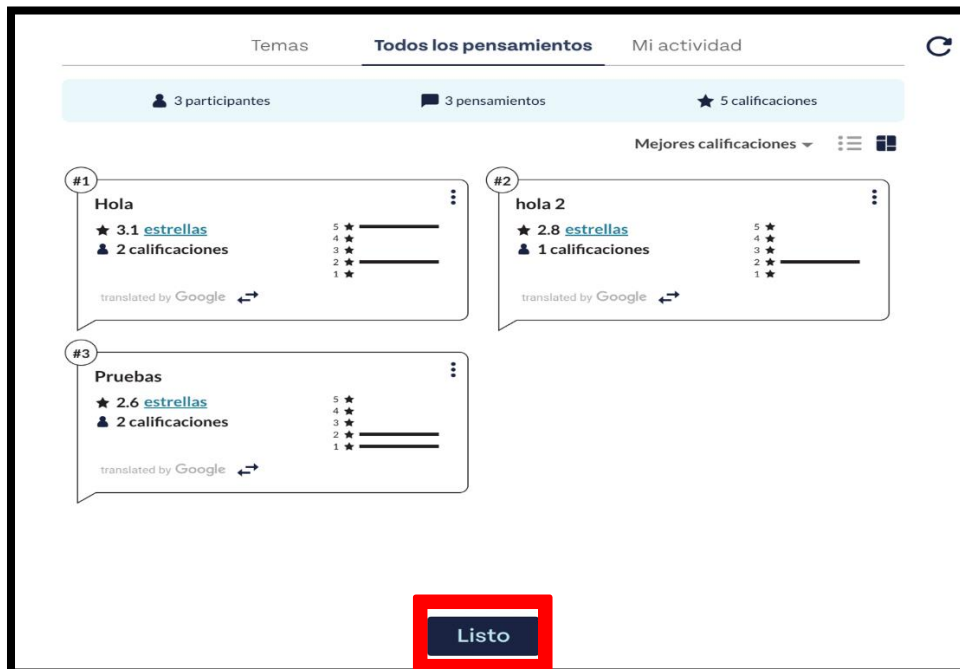 Temas Todos los pensamientos Mi actividad
3 participantes 3 pensamientos 5 calificaciones
Mejores calificaciones
#1
Hola
3.1 estrellas
2 calificaciones
5
4
3
2
1
translated by Google
#2
hola 2
2.8 estrellas
1 calificaciones
5
4
3
2
1
translated by Google
#3
Pruebas
2.6 estrellas
2 calificaciones
5
4
3
2
1
translated by Google
Listo